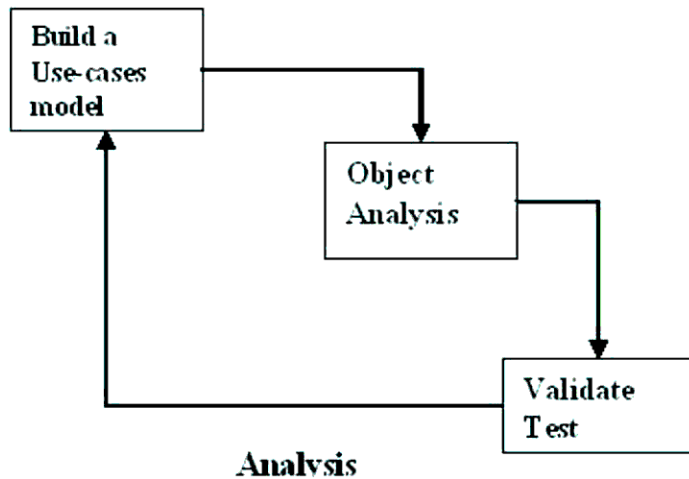 Build a
Use-cases
model
Object
Analysis
Validate
Test
Analysis